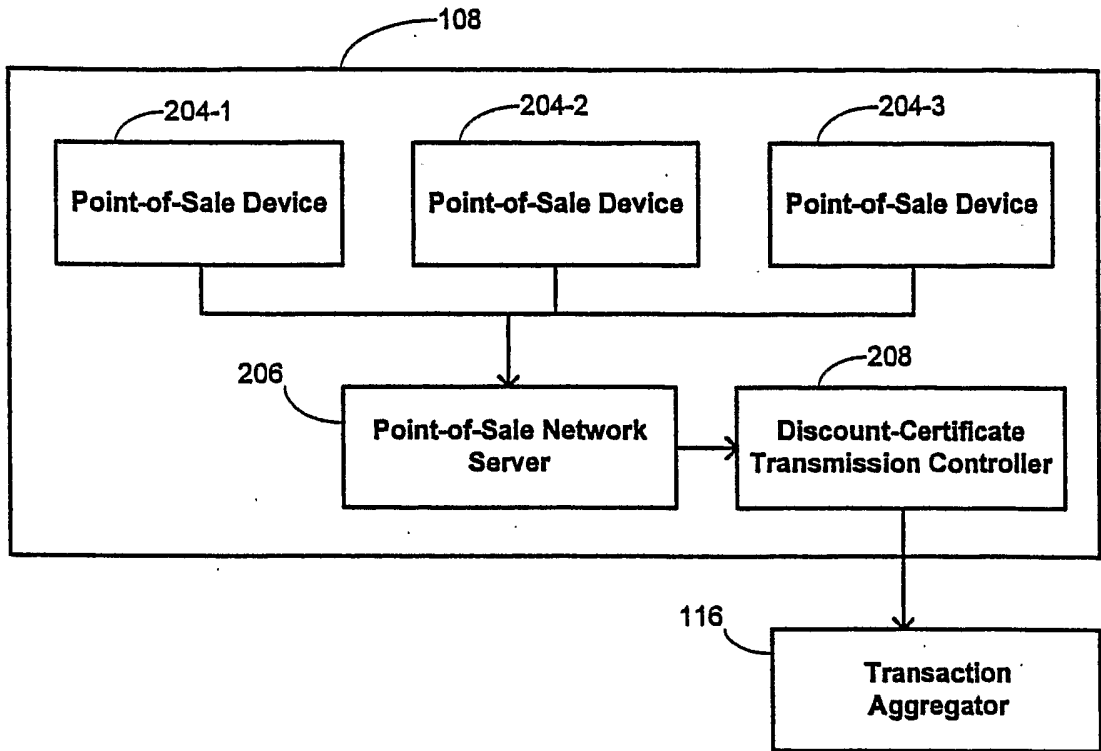 108
204-1
204-2
204-3
Point-of-Sale Device
Point-of-Sale Device
Point-of-Sale Device
206
208
Point-of-Sale Network
Server
Discount-Certificate
Transmission Controller
116
Transaction
Aggregator